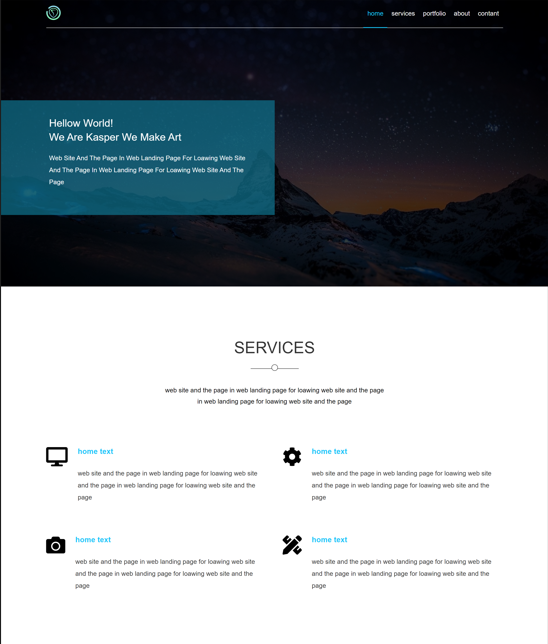 home services portfolio about contant
Hellow World!
We Are Kasper We Make Art
Web Site And The Page In Web Landing Page For Loawing Web Site
And The Page In Web Landing Page For Loawing Web Site And The
Page
SERVICES
web site and the page in web landing page for loawing web site and the page
in web landing page for loawing web site and the page
home text
web site and the page in web landing page for loawing web site
and the page in web landing page for loawing web site and the
page
home text
web site and the page in web landing page for loawing web site
and the page in web landing page for loawing web site and the
page
home text
web site and the page in web landing page for loawing web site
and the page in web landing page for loawing web site and the
page
home text
web site and the page in web landing page for loawing web site
and the page in web landing page for loawing web site and the
page